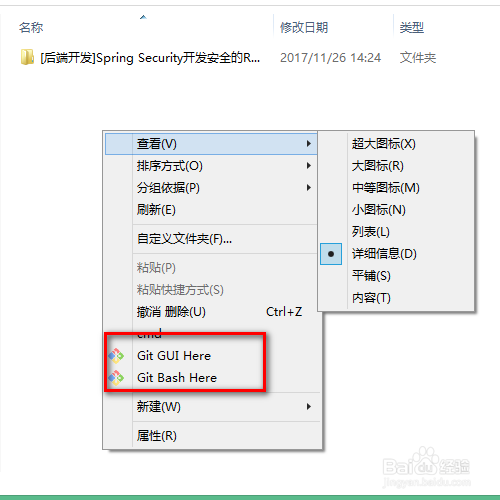 名称 修改日期 类型
[后端开发]Spring Security开发安全的R... 2017/11/26 14:24 文件夹
查看(V)
排序方式(O)
分组依据(P)
刷新(E)
自定义文件夹(F)...
粘贴(P)
粘贴快捷方式(S)
撤消 删除(U) Ctrl+Z
cmd
Git GUI Here
Git Bash Here
新建(W)
属性(R)
超大图标(X)
大图标(R)
中等图标(M)
小图标(N)
列表(L)
详细信息(D)
平铺(S)
内容(T)
Baidu 经验
jingyan.baidu.com